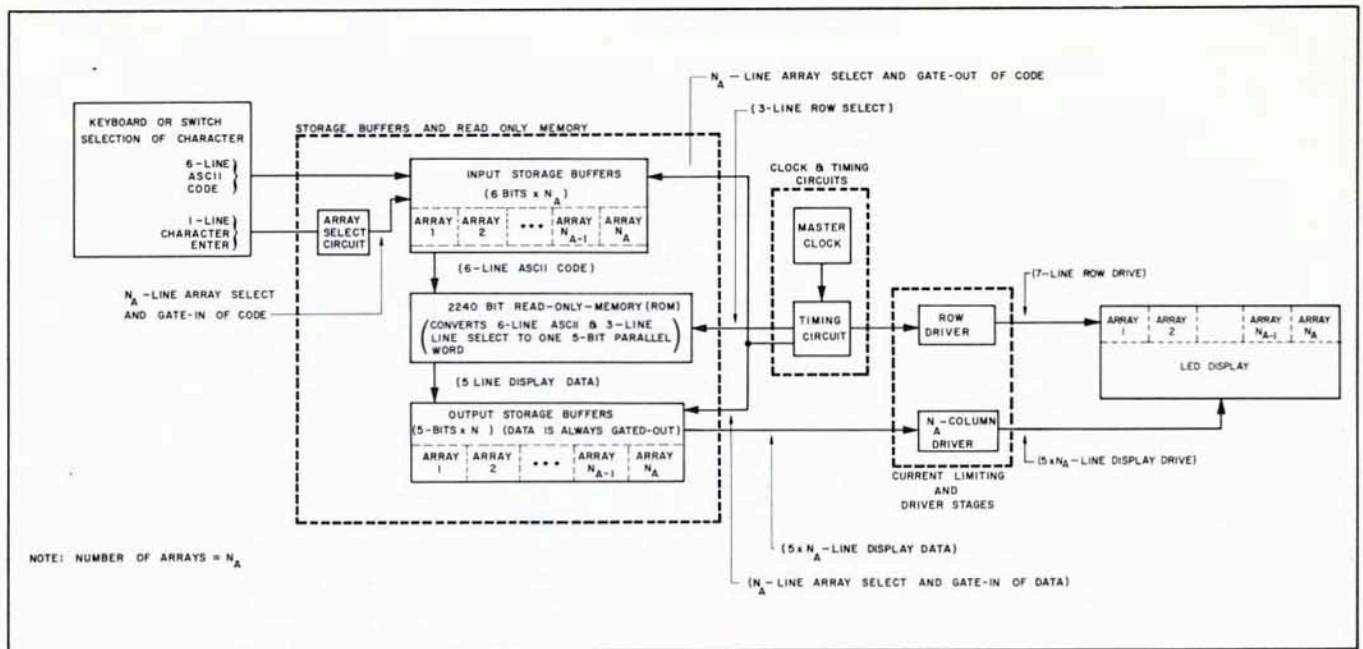 N_A – LINE ARRAY SELECT AND GATE-OUT OF CODE
(3-LINE ROW SELECT)
KEYBOARD OR SWITCH
SELECTION OF CHARACTER
6-LINE
ASCII
CODE
1-LINE
CHARACTER
ENTER
STORAGE BUFFERS AND READ ONLY MEMORY
INPUT STORAGE BUFFERS
(6 BITS x N_A)
ARRAY 1
ARRAY 2
•••
ARRAY N_A-1
ARRAY N_A
ARRAY
SELECT
CIRCUIT
N_A – LINE ARRAY SELECT
AND GATE-IN OF CODE
(6-LINE ASCII CODE)
2240 BIT READ-ONLY-MEMORY (ROM)
(CONVERTS 6-LINE ASCII & 3-LINE
LINE SELECT TO ONE 5-BIT PARALLEL
WORD)
(5 LINE DISPLAY DATA)
OUTPUT STORAGE BUFFERS
(5-BITS x N ) (DATA IS ALWAYS GATED-OUT)
ARRAY 1
ARRAY 2
•••
ARRAY N_A-1
ARRAY N_A
CLOCK & TIMING
CIRCUITS
MASTER
CLOCK
TIMING
CIRCUIT
ROW
DRIVER
N_A-COLUMN
DRIVER
CURRENT LIMITING
AND
DRIVER STAGES
(7-LINE ROW DRIVE)
ARRAY 1
ARRAY 2
ARRAY N_A-1
ARRAY N_A
LED DISPLAY
(5xN_A-LINE DISPLAY DRIVE)
(5xN_A-LINE DISPLAY DATA)
(N_A – LINE ARRAY SELECT AND GATE-IN OF DATA)
NOTE: NUMBER OF ARRAYS = N_A